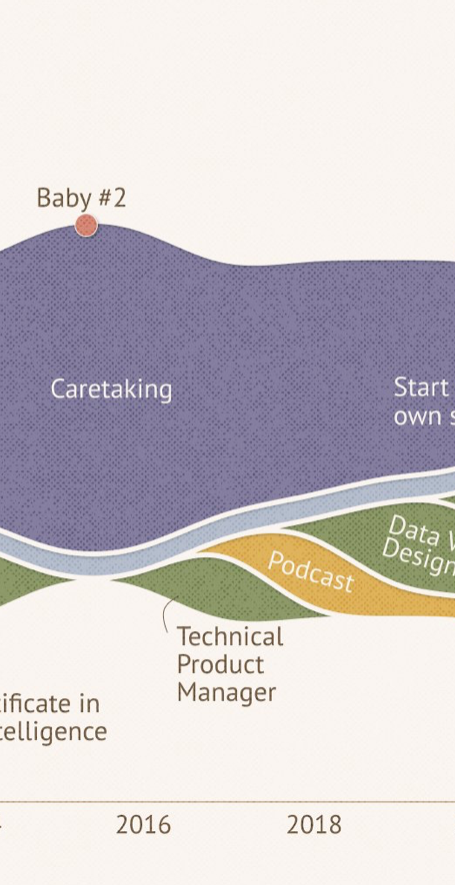 Baby #2
Caretaking
Start
own s
Data V
Design
Podcast
Technical
Product
Manager
tificate in
telligence
2016
2018